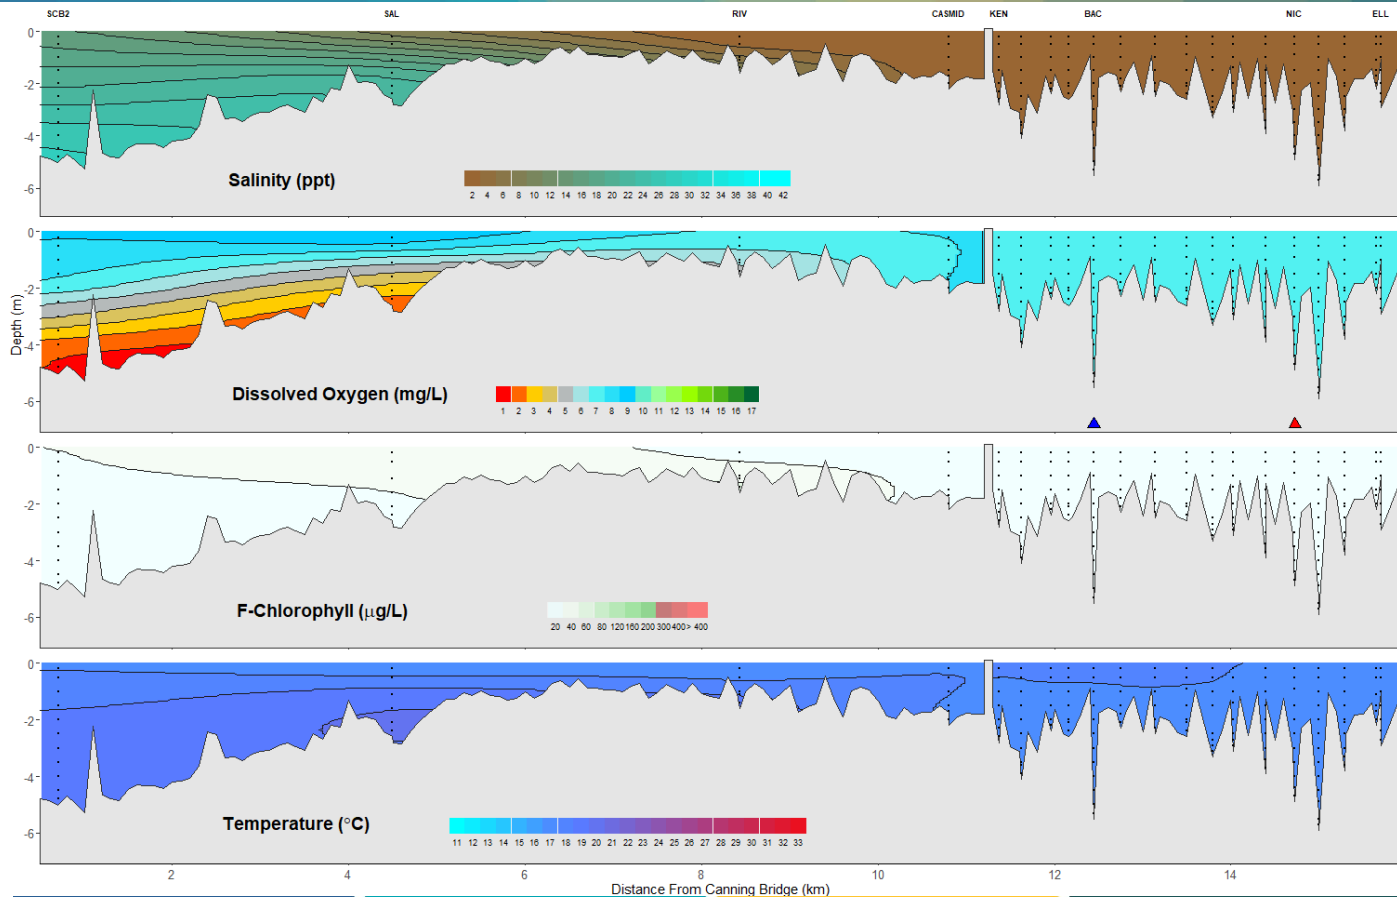 SCB2 SAL RIV CASMID KEN BAC NIC ELL
0
-2
-4
-6
Salinity (ppt)
2 4 6 8 10 12 14 16 18 20 22 24 26 28 30 32 34 36 38 40 42
0
-2
-4
-6
Depth (m)
Dissolved Oxygen (mg/L)
1 2 3 4 5 6 7 8 9 10 11 12 13 14 15 16 17
0
-2
-4
-6
F-Chlorophyll (µg/L)
20 40 60 80 120 160 200 300 400 > 400
0
-2
-4
-6
Temperature (°C)
11 12 13 14 15 16 17 18 19 20 21 22 23 24 25 26 27 28 29 30 31 32 33
2 4 6 8 10 12 14
Distance From Canning Bridge (km)